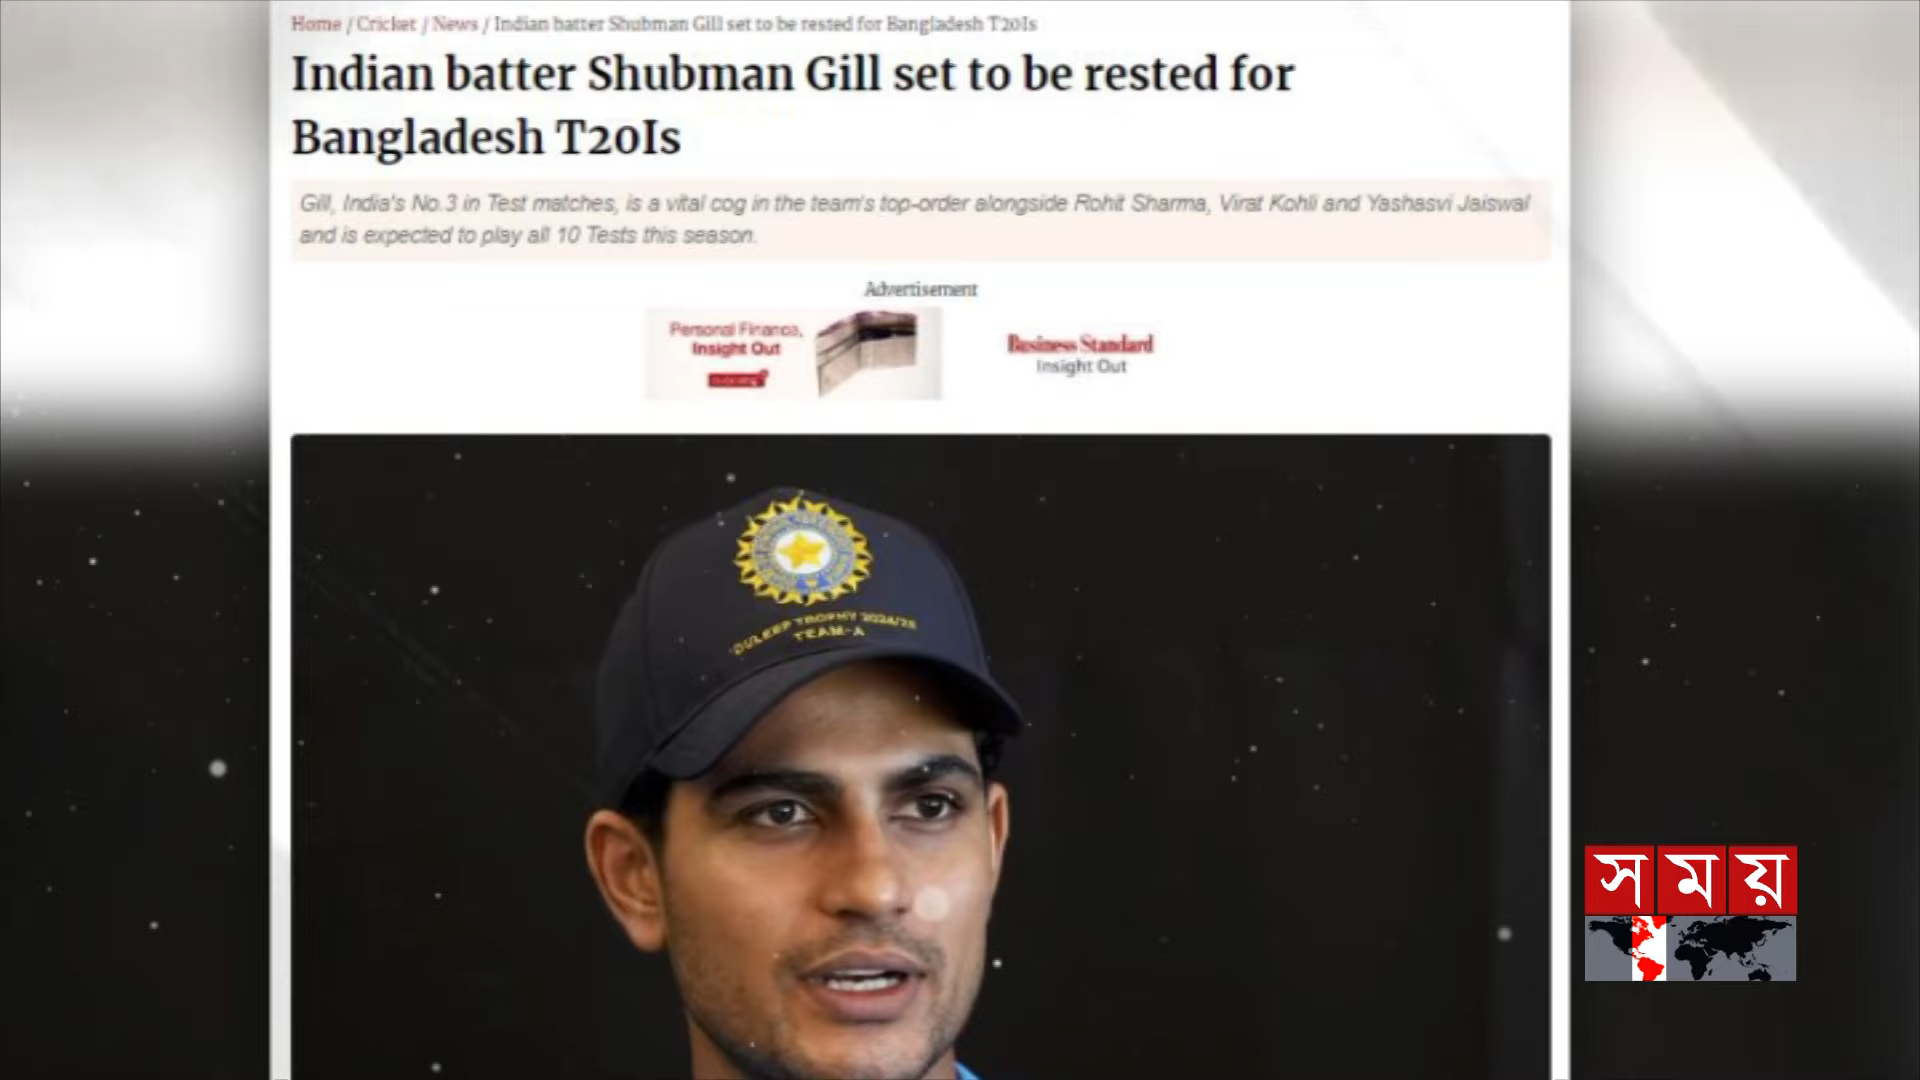 Home / Cricket / News / Indian batter Shubman Gill set to be rested for Bangladesh T20Is
Indian batter Shubman Gill set to be rested for
Bangladesh T20Is
Gill, India's No.3 in Test matches, is a vital cog in the team's top-order alongside Rohit Sharma, Virat Kohli and Yashasvi Jaiswal
and is expected to play all 10 Tests this season.
Advertisement
Personal Finance,
Insight Out
Business Standard
Insight Out
DULEEP TROPHY 2024/25
TEAM-A
সময়